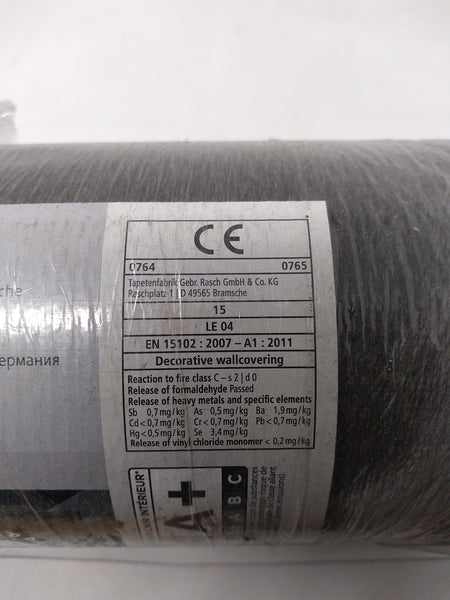 CE
0764 0765
Tapetenfabrik Gebr. Rasch GmbH & Co. KG
Raschplatz 1 D 49565 Bramsche
15
LE 04
EN 15102 : 2007 – A1 : 2011
Decorative wallcovering
Reaction to fire class C – s 2 | d 0
Release of formaldehyde Passed
Release of heavy metals and specific elements
Sb 0,7 mg/kg As 0,5 mg/kg Ba 1,9 mg/kg
Cd < 0,7 mg/kg Cr < 0,7 mg/kg Pb < 0,7 mg/kg
Hg < 0,5 mg/kg Se 3,4 mg/kg
Release of vinyl chloride monomer < 0,2 mg/kg
AIR INTÉRIEUR*
A+
A B C
substances